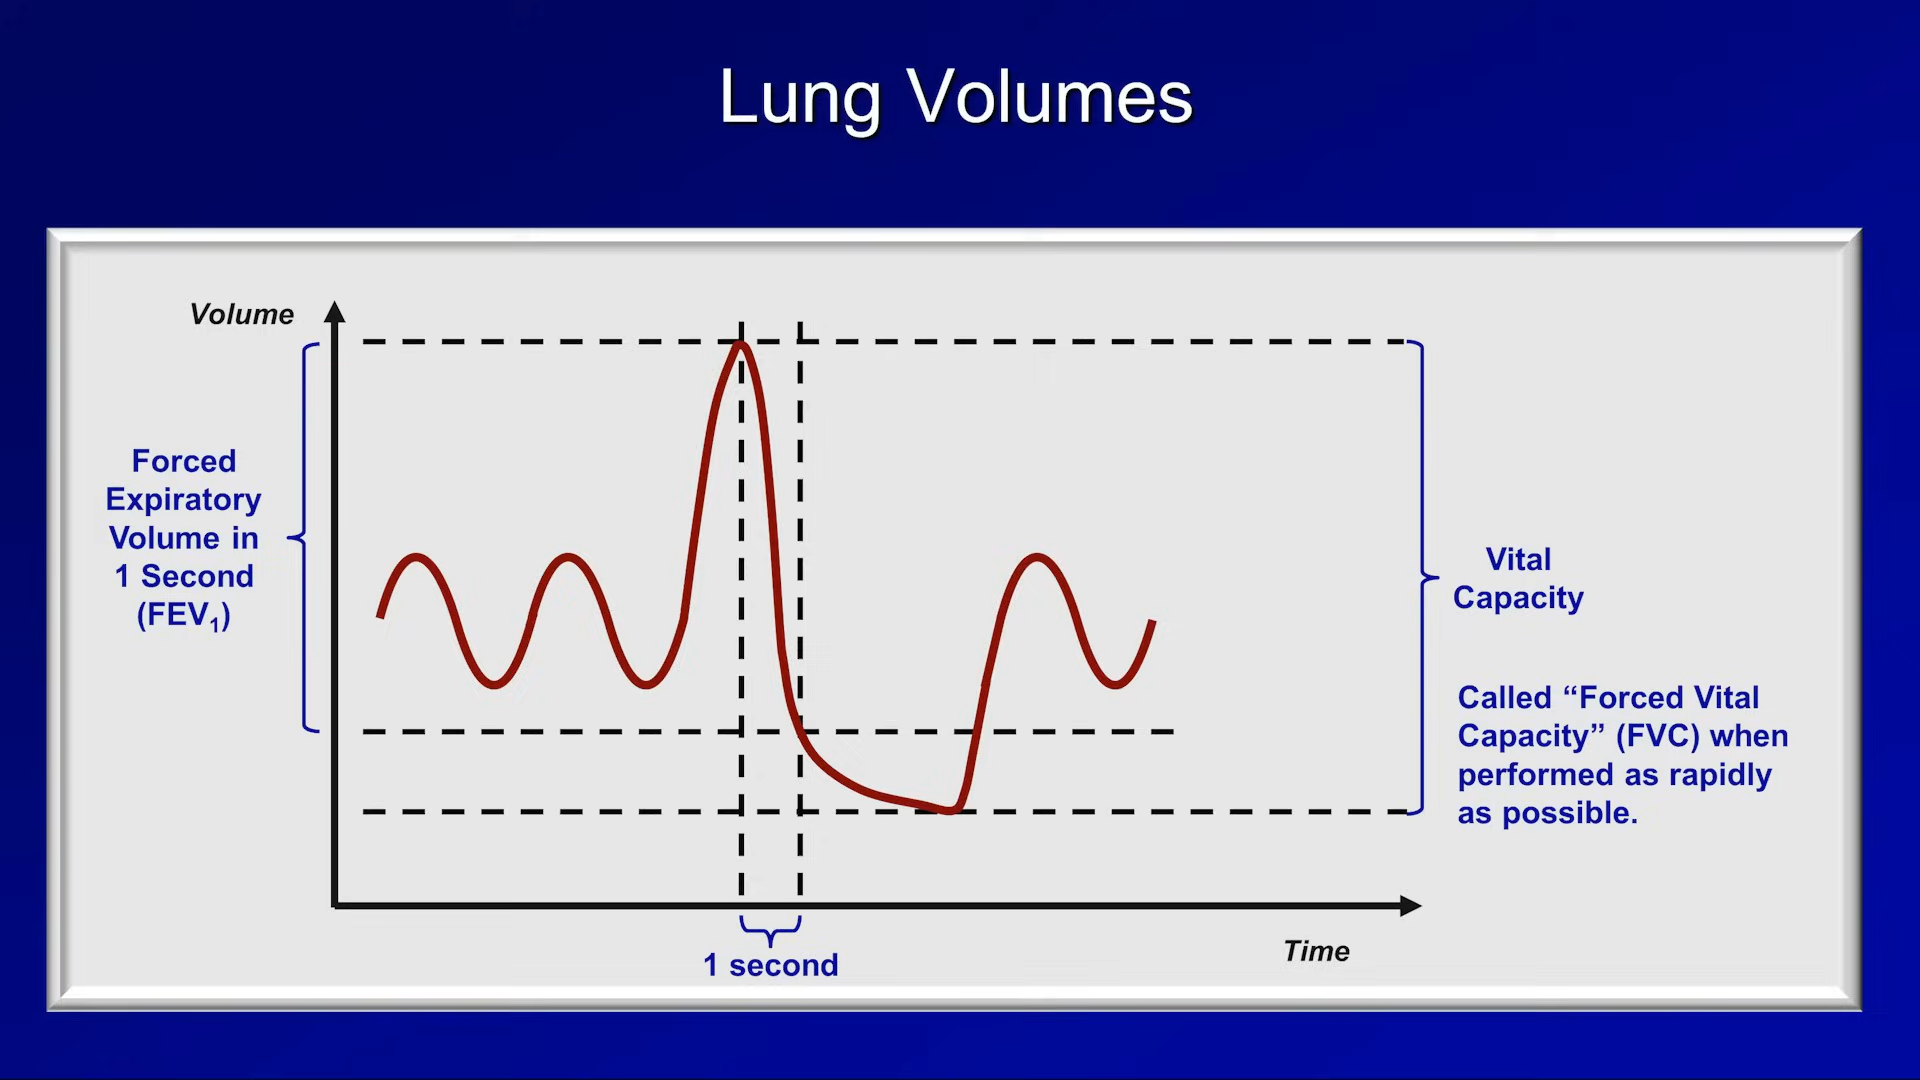 Lung Volumes
Volume
Forced
Expiratory
Volume in
1 Second
(FEV₁)
Vital
Capacity
Called “Forced Vital
Capacity” (FVC) when
performed as rapidly
as possible.
Time
1 second